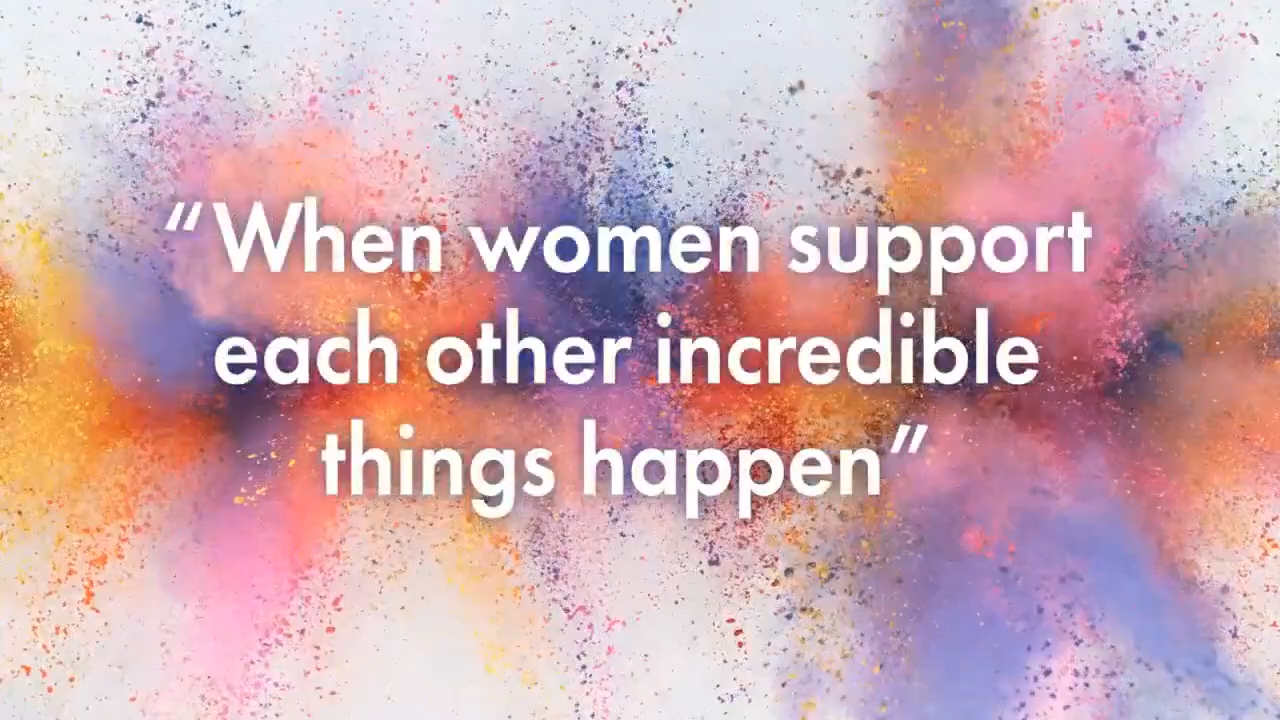 “When women support
each other incredible
things happen”